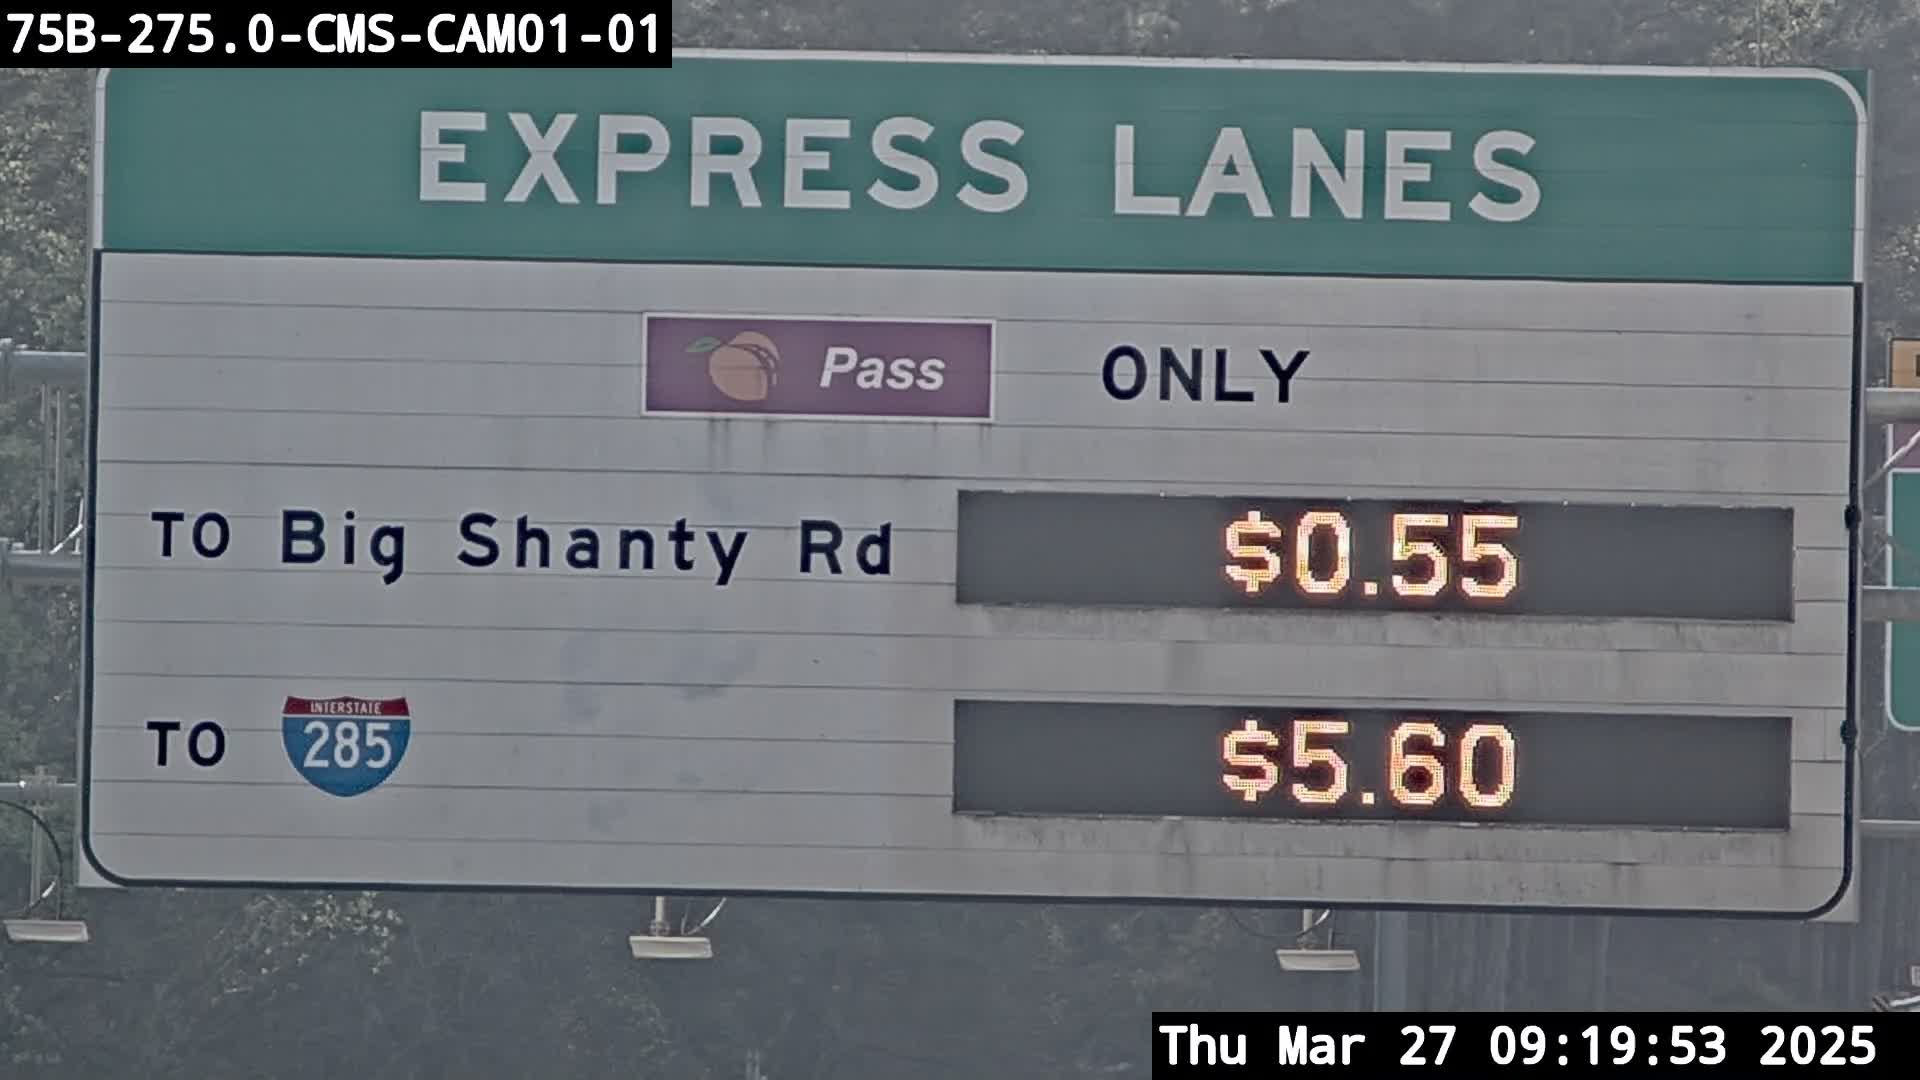 75B-275.0-CMS-CAM01-01
EXPRESS LANES
Pass ONLY
TO Big Shanty Rd $0.55
TO INTERSTATE 285 $5.60
Thu Mar 27 09:19:53 2025